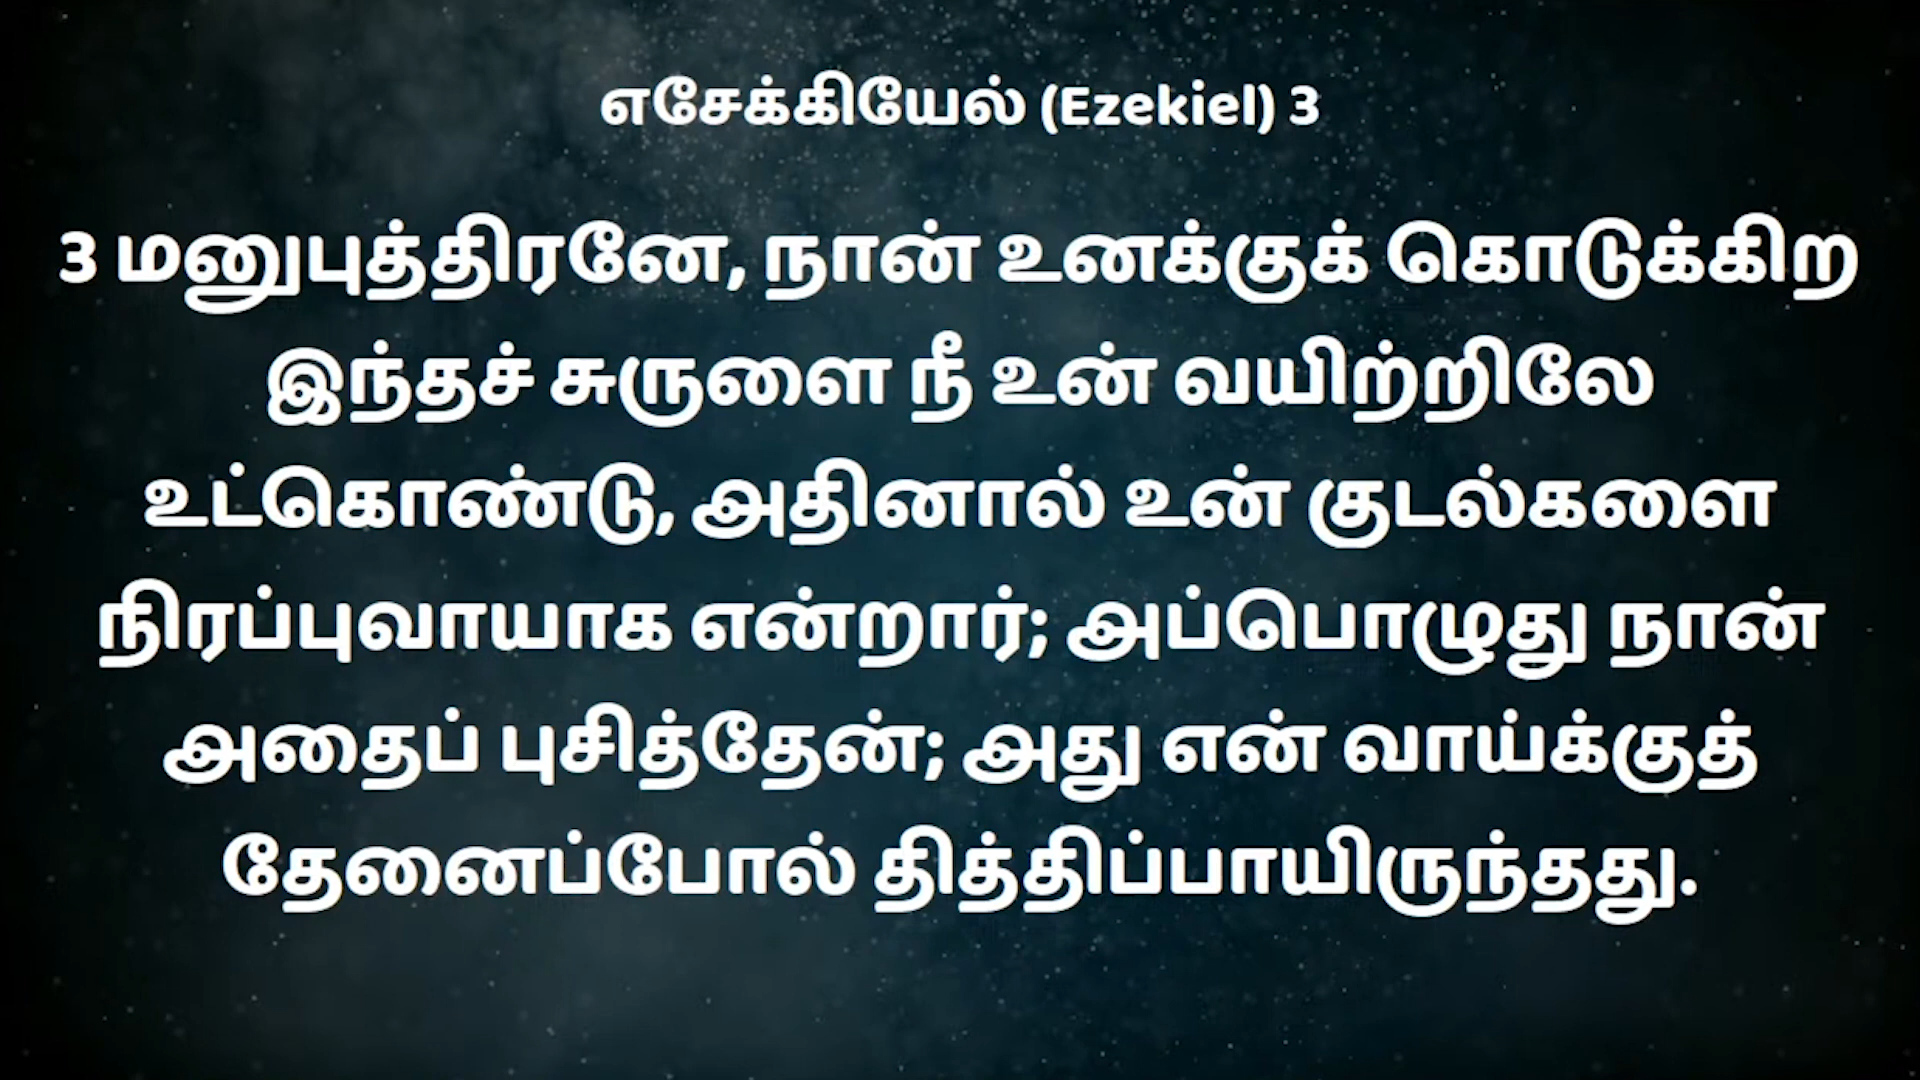 எசேக்கியேல் (Ezekiel) 3
3 மனுபுத்திரனே, நான் உனக்குக் கொடுக்கிற
இந்தச் சுருளை நீ உன் வயிற்றிலே
உட்கொண்டு, அதினால் உன் குடல்களை
நிரப்புவாயாக என்றார்; அப்பொழுது நான்
அதைப் புசித்தேன்; அது என் வாய்க்குத்
தேனைப்போல் தித்திப்பாயிருந்தது.